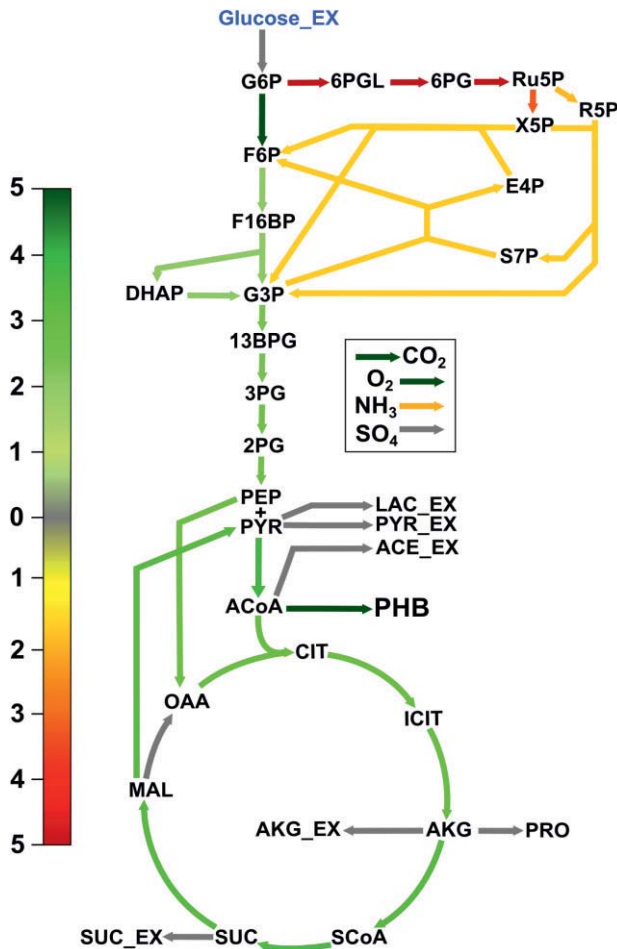 Glucose_EX
G6P 6PGL 6PG Ru5P
R5P
X5P
F6P
E4P
F16BP
S7P
DHAP G3P
13BPG
3PG
2PG
PEP
+
PYR
LAC_EX
PYR_EX
ACE_EX
ACoA PHB
CIT
OAA
ICIT
MAL
AKG_EX AKG PRO
SUC_EX SUC SCoA
CO₂
O₂
NH₃
SO₄
5
4
3
2
1
0
1
2
3
4
5